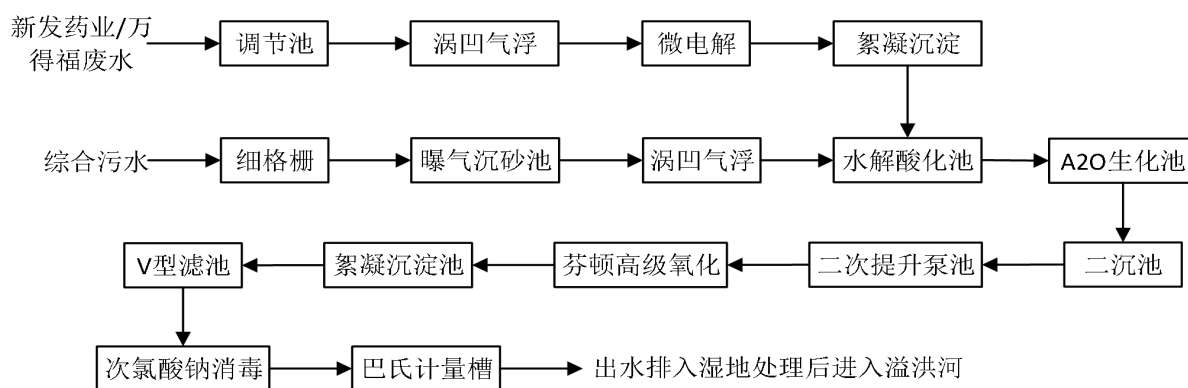 新发药业/万
得福废水
调节池
涡凹气浮
微电解
絮凝沉淀
综合污水
细格栅
曝气沉砂池
涡凹气浮
水解酸化池
A2O生化池
V型滤池
絮凝沉淀池
芬顿高级氧化
二次提升泵池
二沉池
次氯酸钠消毒
巴氏计量槽
出水排入湿地处理后进入溢洪河